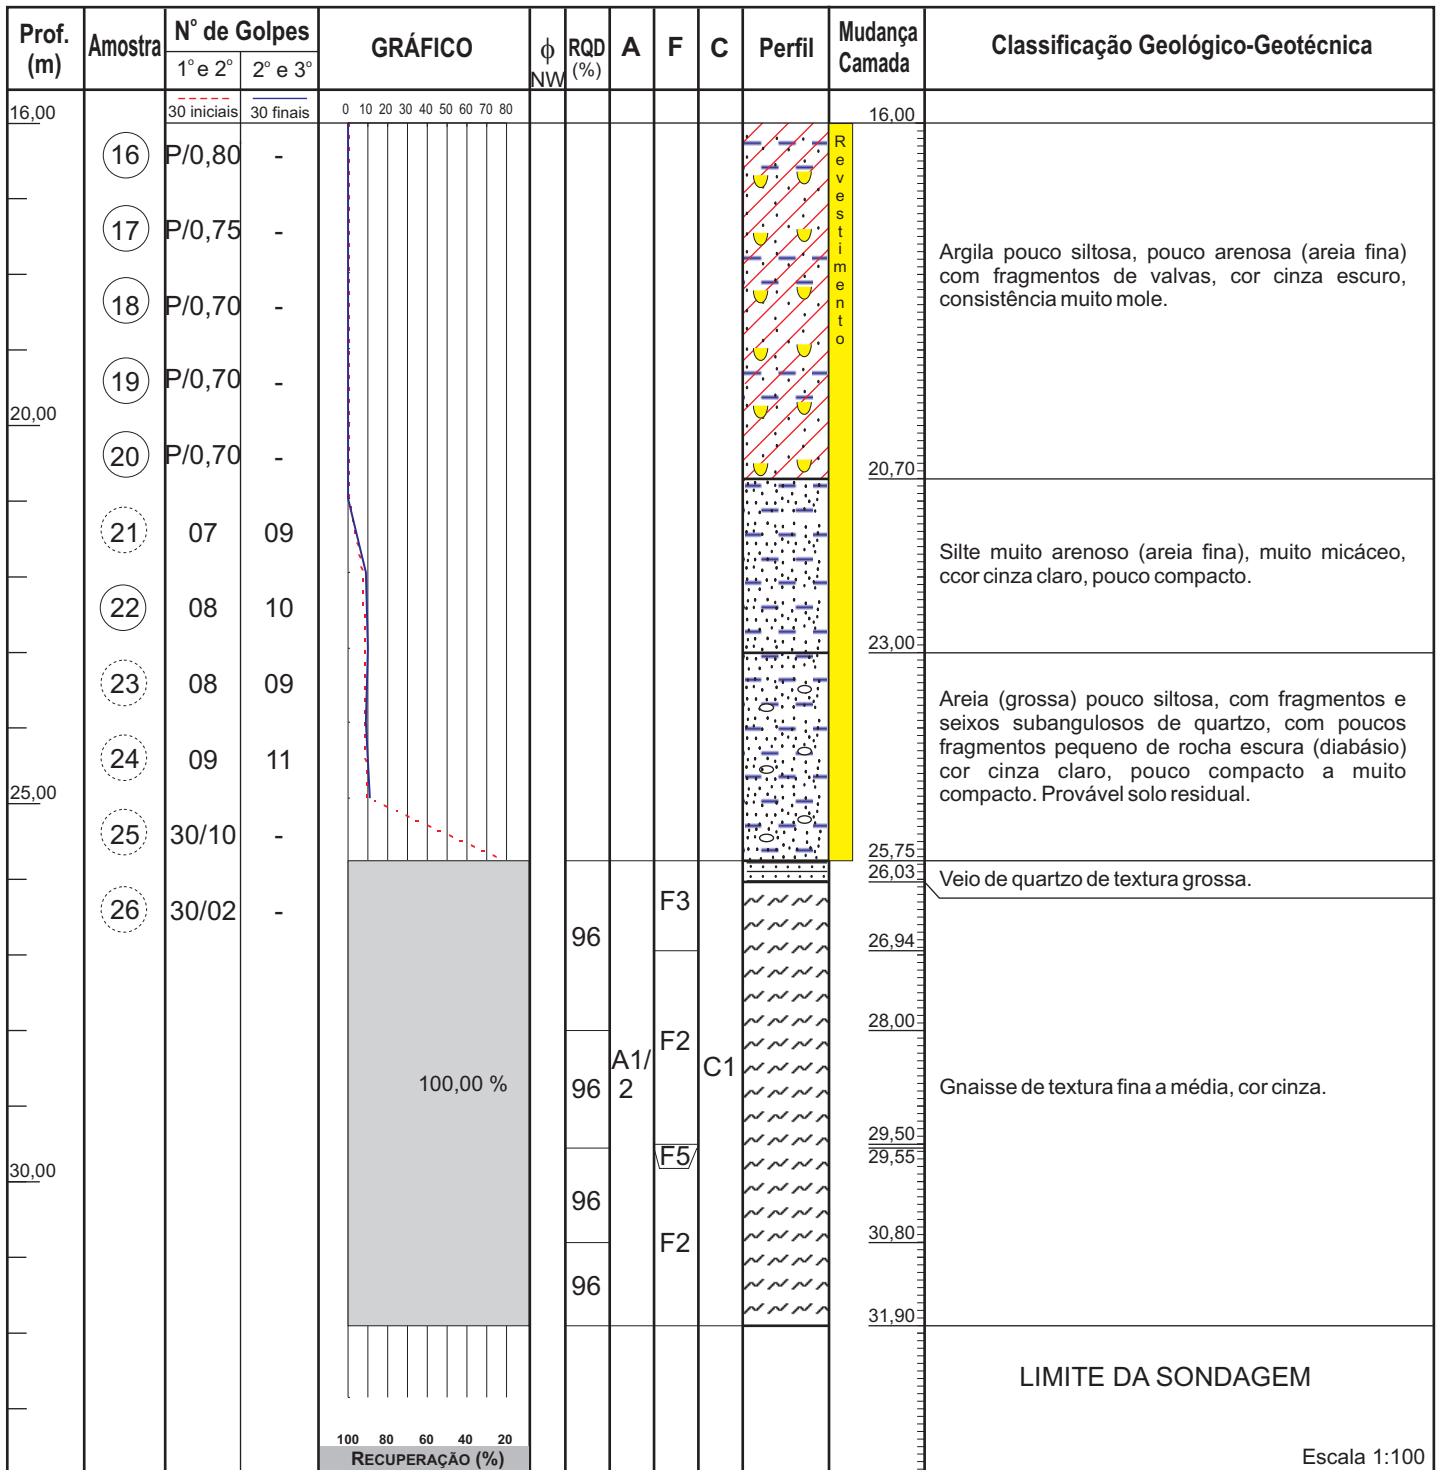 Prof. (m)
Amostra
N° de Golpes
1° e 2°
2° e 3°
GRÁFICO
ϕ NW
RQD (%)
A
F
C
Perfil
Mudança Camada
Classificação Geológico-Geotécnica
30 iniciais
30 finais
0 10 20 30 40 50 60 70 80
16,00
16,00
16 P/0,80 -
17 P/0,75 -
18 P/0,70 -
19 P/0,70 -
20,00
20 P/0,70 -
Revestimento
Argila pouco siltosa, pouco arenosa (areia fina)
com fragmentos de valvas, cor cinza escuro,
consistência muito mole.
20,70
21 07 09
22 08 10
Silte muito arenoso (areia fina), muito micáceo,
ccor cinza claro, pouco compacto.
23,00
23 08 09
24 09 11
25,00
25 30/10 -
Areia (grossa) pouco siltosa, com fragmentos e
seixos subangulosos de quartzo, com poucos
fragmentos pequeno de rocha escura (diabásio)
cor cinza claro, pouco compacto a muito
compacto. Provável solo residual.
25,75
26,03
Veio de quartzo de textura grossa.
26 30/02 -
F3
96
26,94
28,00
F2
100,00 %
96
A1/
2
C1
Gnaisse de textura fina a média, cor cinza.
29,50
29,55
F5
30,00
96
30,80
F2
96
31,90
LIMITE DA SONDAGEM
100 80 60 40 20
RECUPERAÇÃO (%)
Escala 1:100